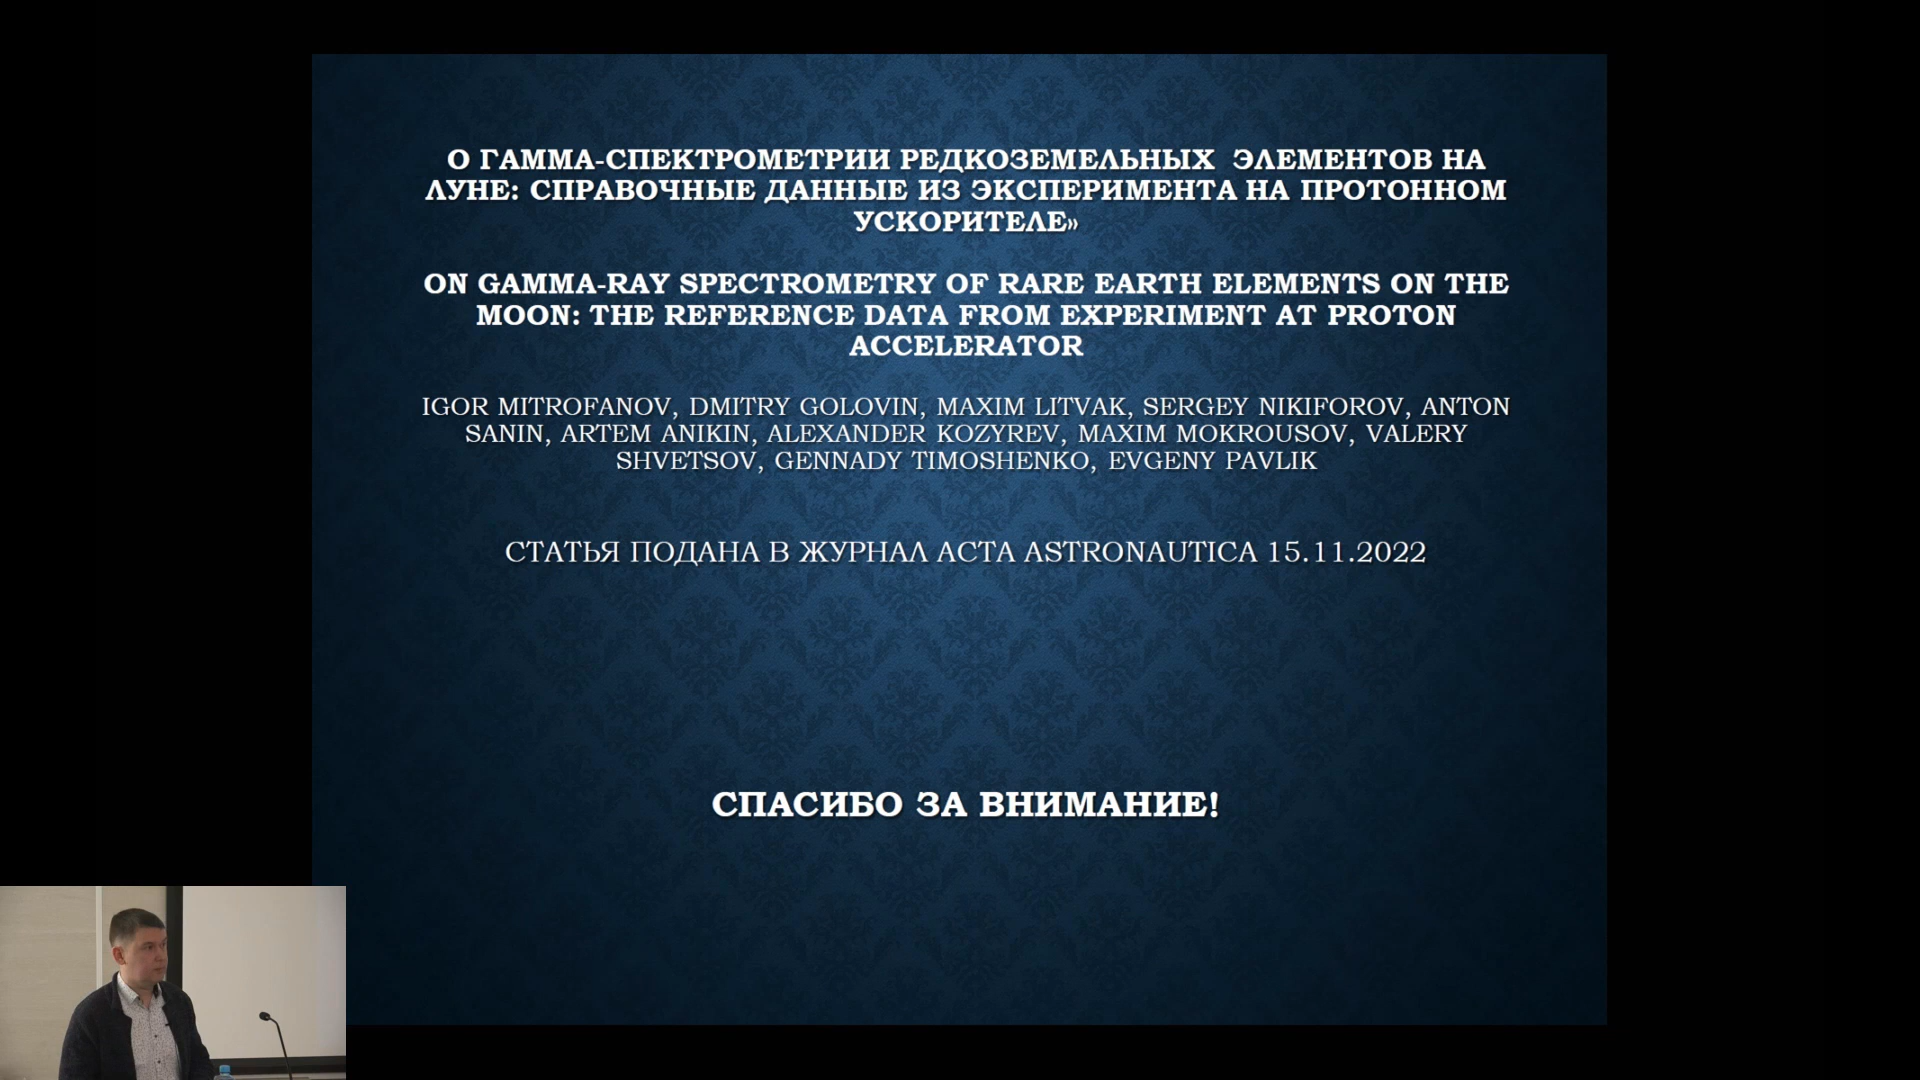 О ГАММА-СПЕКТРОМЕТРИИ РЕДКОЗЕМЕЛЬНЫХ ЭЛЕМЕНТОВ НА
ЛУНЕ: СПРАВОЧНЫЕ ДАННЫЕ ИЗ ЭКСПЕРИМЕНТА НА ПРОТОННОМ
УСКОРИТЕЛЕ»
ON GAMMA-RAY SPECTROMETRY OF RARE EARTH ELEMENTS ON THE
MOON: THE REFERENCE DATA FROM EXPERIMENT AT PROTON
ACCELERATOR
IGOR MITROFANOV, DMITRY GOLOVIN, MAXIM LITVAK, SERGEY NIKIFOROV, ANTON
SANIN, ARTEM ANIKIN, ALEXANDER KOZYREV, MAXIM MOKROUSOV, VALERY
SHVETSOV, GENNADY TIMOSHENKO, EVGENY PAVLIK
СТАТЬЯ ПОДАНА В ЖУРНАЛ ACTA ASTRONAUTICA 15.11.2022
СПАСИБО ЗА ВНИМАНИЕ!